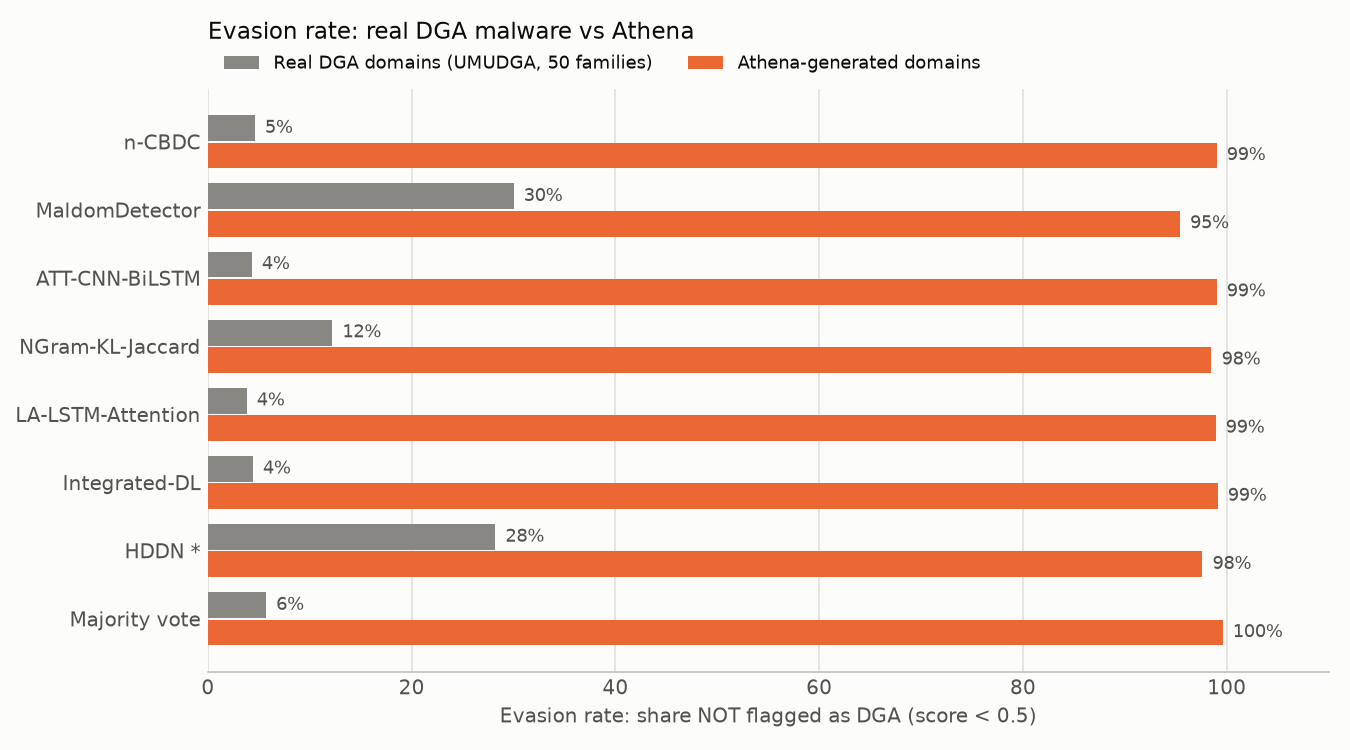 Evasion rate: real DGA malware vs Athena
Real DGA domains (UMUDGA, 50 families) Athena-generated domains
n-CBDC 5% 99%
MaldomDetector 30% 95%
ATT-CNN-BiLSTM 4% 99%
NGram-KL-Jaccard 12% 98%
LA-LSTM-Attention 4% 99%
Integrated-DL 4% 99%
HDDN * 28% 98%
Majority vote 6% 100%
0 20 40 60 80 100
Evasion rate: share NOT flagged as DGA (score < 0.5)